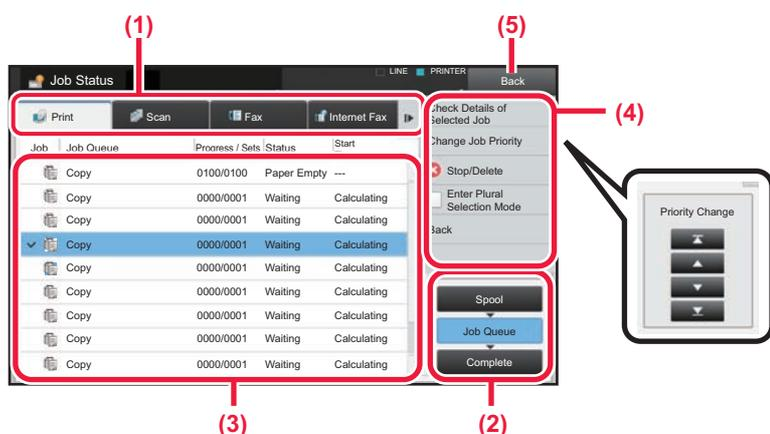 (1)
(5)
Job Status
LINE
PRINTER
Back
Print
Scan
Fax
Internet Fax
Check Details of
Selected Job
(4)
Job
Job Queue
Progress / Sets
Status
Start
Change Job Priority
Copy 0100/0100 Paper Empty ---
Stop/Delete
Copy 0000/0001 Waiting Calculating
Enter Plural
Selection Mode
Copy 0000/0001 Waiting Calculating
Back
Copy 0000/0001 Waiting Calculating
Copy 0000/0001 Waiting Calculating
Copy 0000/0001 Waiting Calculating
Copy 0000/0001 Waiting Calculating
Copy 0000/0001 Waiting Calculating
Copy 0000/0001 Waiting Calculating
Priority Change
Spool
Job Queue
Complete
(3)
(2)